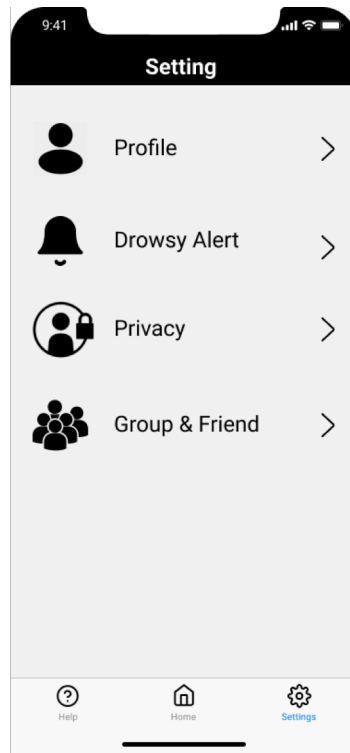 9:41
Setting
Profile
Drowsy Alert
Privacy
Group & Friend
?
Help
Home
Settings